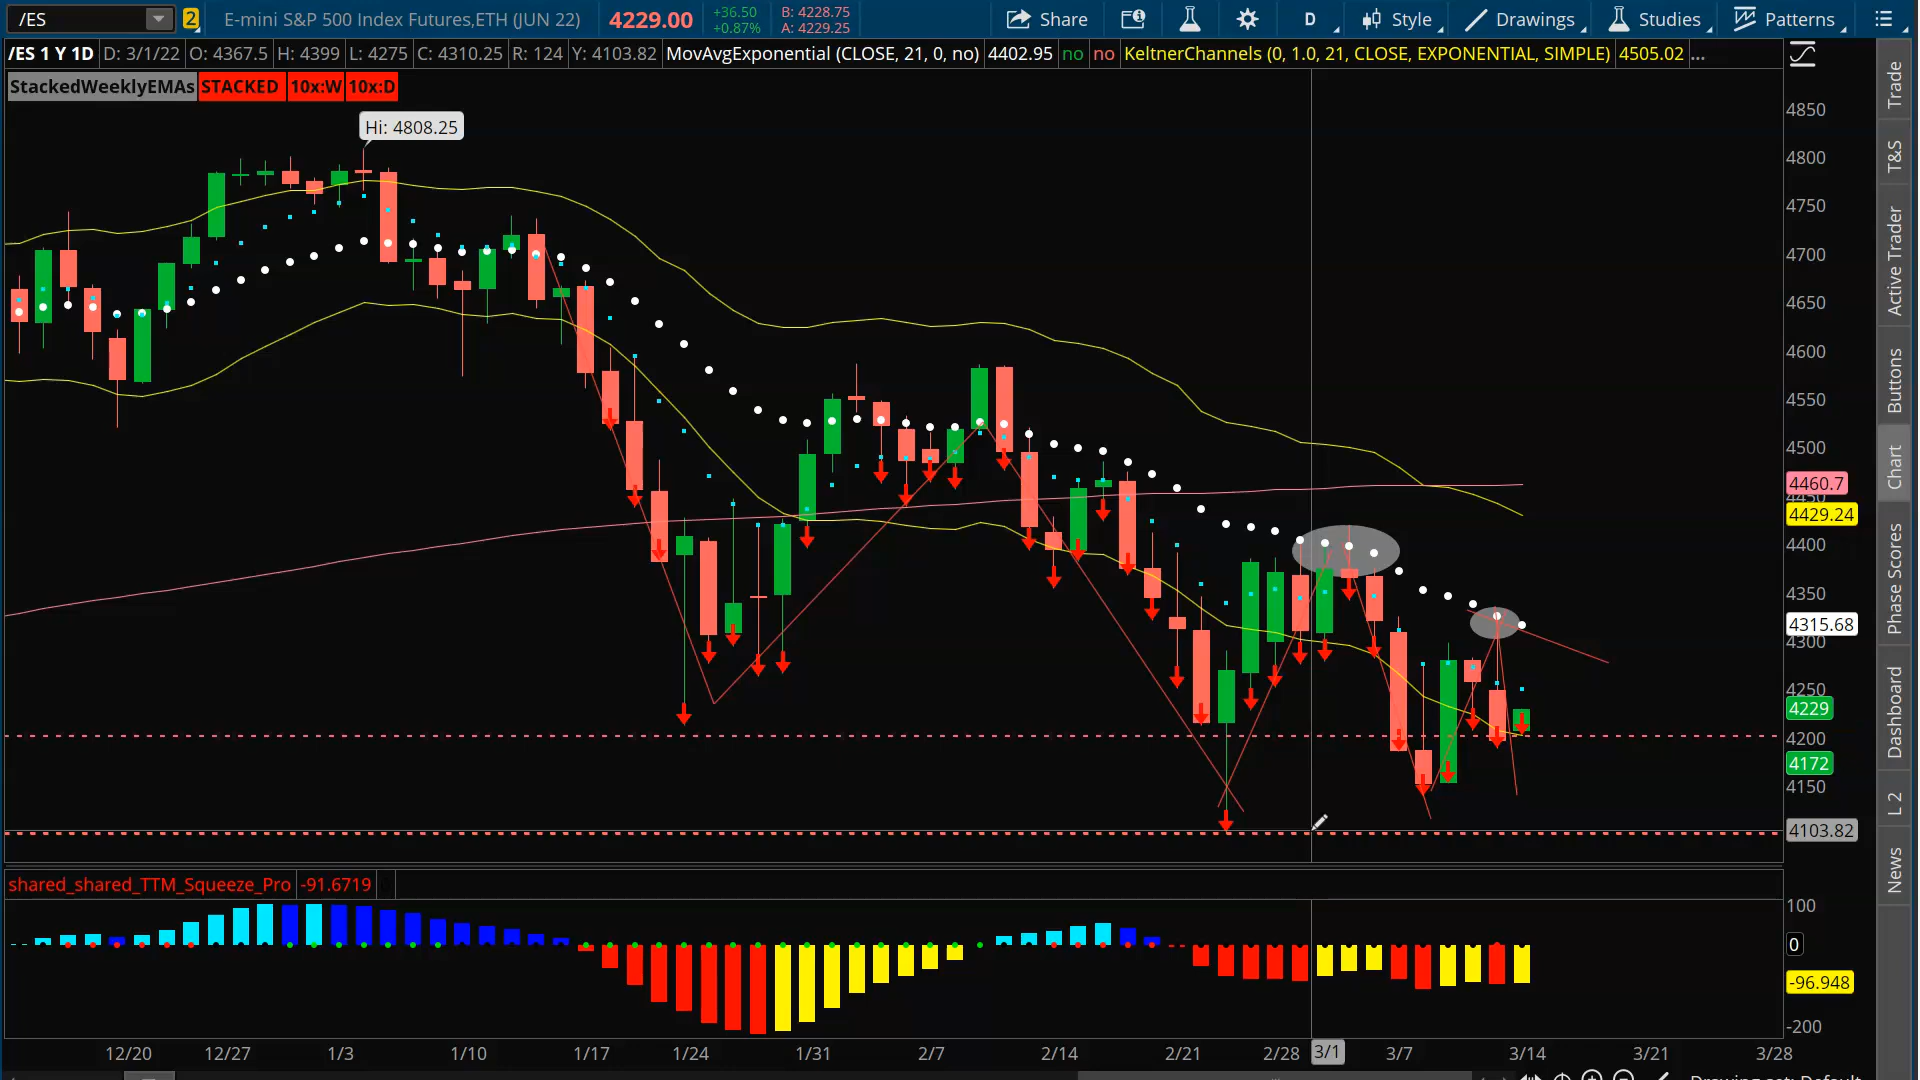 /ES 2 E-mini S&P 500 Index Futures,ETH (JUN 22) 4229.00 +36.50 +0.87% B: 4228.75 A: 4229.25 Share D Style Drawings Studies Patterns
/ES 1 Y 1D D: 3/1/22 O: 4367.5 H: 4399 L: 4275 C: 4310.25 R: 124 Y: 4103.82 MovAvgExponential (CLOSE, 21, 0, no) 4402.95 no no KeltnerChannels (0, 1.0, 21, CLOSE, EXPONENTIAL, SIMPLE) 4505.02 ...
StackedWeeklyEMAs STACKED 10x:W 10x:D
Hi: 4808.25
4850
4800
4750
4700
4650
4600
4550
4500
4460.7
4450
4429.24
4400
4350
4315.68
4300
4250
4229
4200
4172
4150
4103.82
Trade
T&S
Active Trader
Buttons
Chart
Phase Scores
Dashboard
L 2
News
shared_shared_TTM_Squeeze_Pro -91.6719
100
0
-96.948
-200
12/20 12/27 1/3 1/10 1/17 1/24 1/31 2/7 2/14 2/21 2/28 3/1 3/7 3/14 3/21 3/28
Drawing set: Default